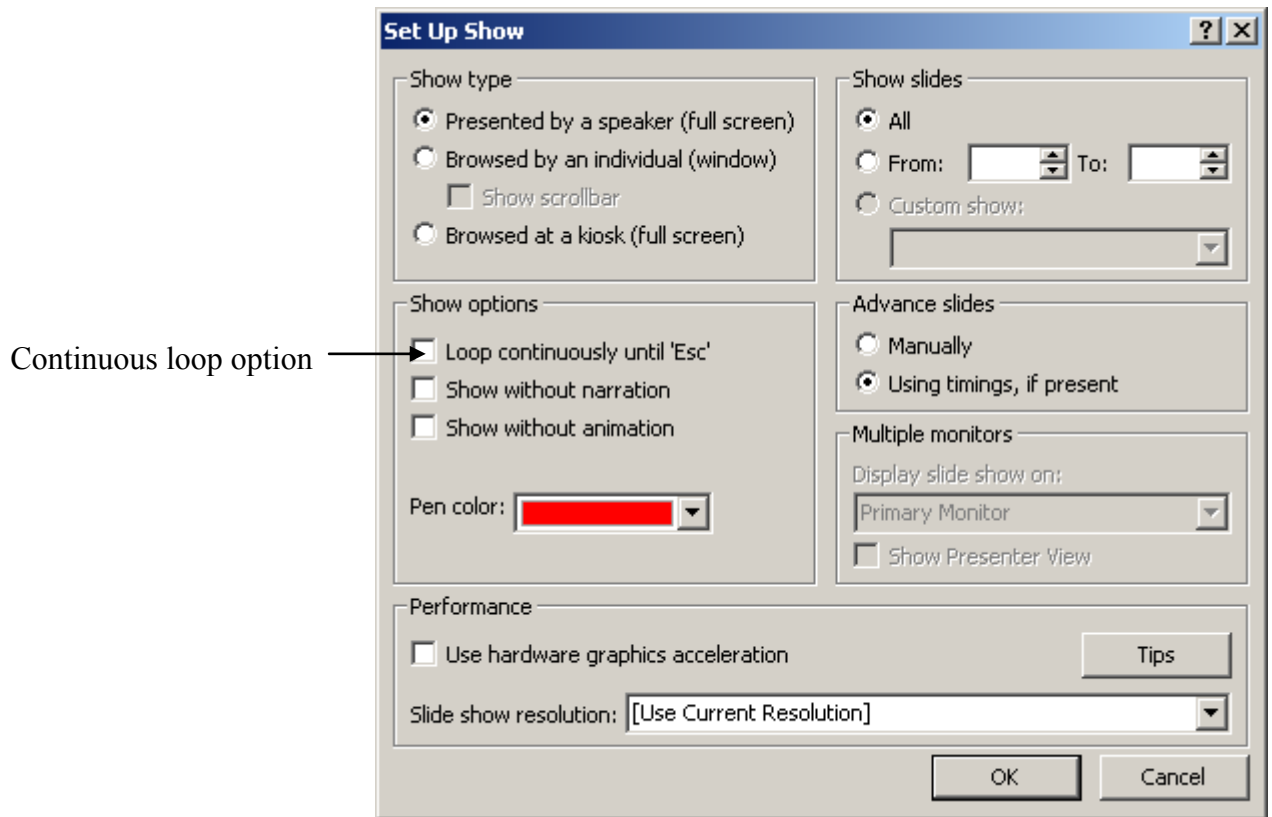 Set Up Show
Show type
Presented by a speaker (full screen)
Browsed by an individual (window)
Show scrollbar
Browsed at a kiosk (full screen)
Show slides
All
From: To:
Custom show:
Continuous loop option
Show options
Loop continuously until 'Esc'
Show without narration
Show without animation
Pen color:
Advance slides
Manually
Using timings, if present
Multiple monitors
Display slide show on:
Primary Monitor
Show Presenter View
Performance
Use hardware graphics acceleration
Tips
Slide show resolution: [Use Current Resolution]
OK
Cancel